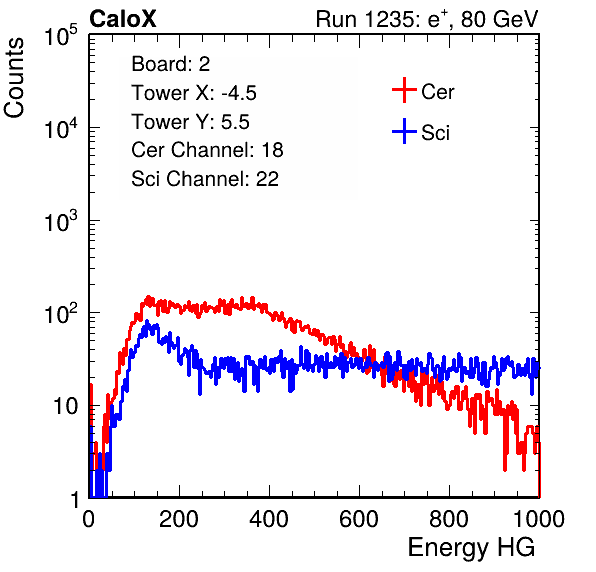 CaloX Run 1235: e⁺, 80 GeV
Counts
10⁵
10⁴
10³
10²
10
1
Board: 2
Tower X: -4.5
Tower Y: 5.5
Cer Channel: 18
Sci Channel: 22
Cer
Sci
0 200 400 600 800 1000
Energy HG